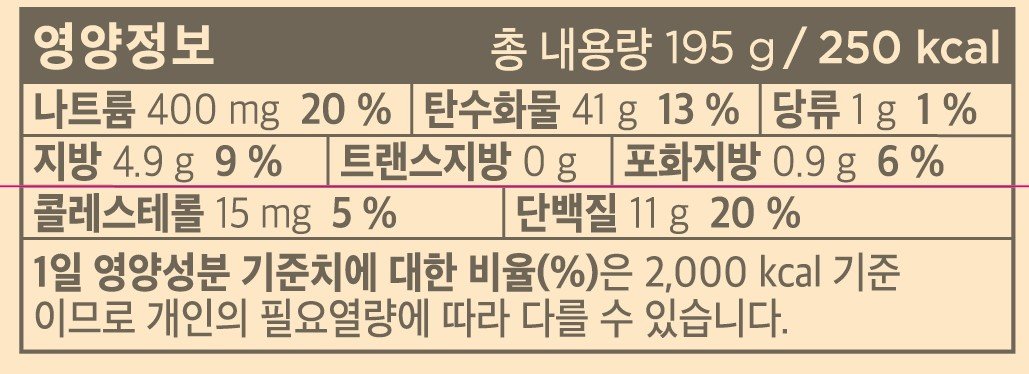 영양정보 총 내용량 195 g / 250 kcal
나트륨 400 mg 20 % 탄수화물 41 g 13 % 당류 1 g 1 %
지방 4.9 g 9 % 트랜스지방 0 g 포화지방 0.9 g 6 %
콜레스테롤 15 mg 5 % 단백질 11 g 20 %
1일 영양성분 기준치에 대한 비율(%)은 2,000 kcal 기준
이므로 개인의 필요열량에 따라 다를 수 있습니다.